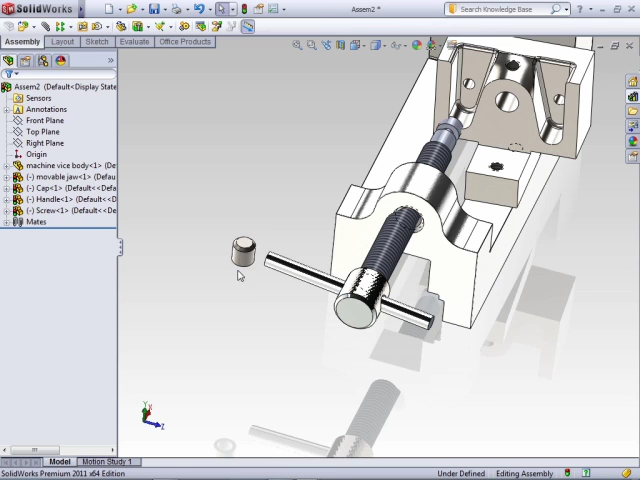 SolidWorks
Assem2 *
Search Knowledge Base
Assembly Layout Sketch Evaluate Office Products
Assem2 (Default<Display State
Sensors
Annotations
Front Plane
Top Plane
Right Plane
Origin
machine vice body<1> (De
(-) movable jaw<1> (Defau
(-) Cap<1> (Default<<Defa
(-) Handle<1> (Default<<D
(-) Screw<1> (Default<<De
Mates
Y
X
Z
Model Motion Study 1
SolidWorks Premium 2011 x64 Edition
Under Defined
Editing Assembly